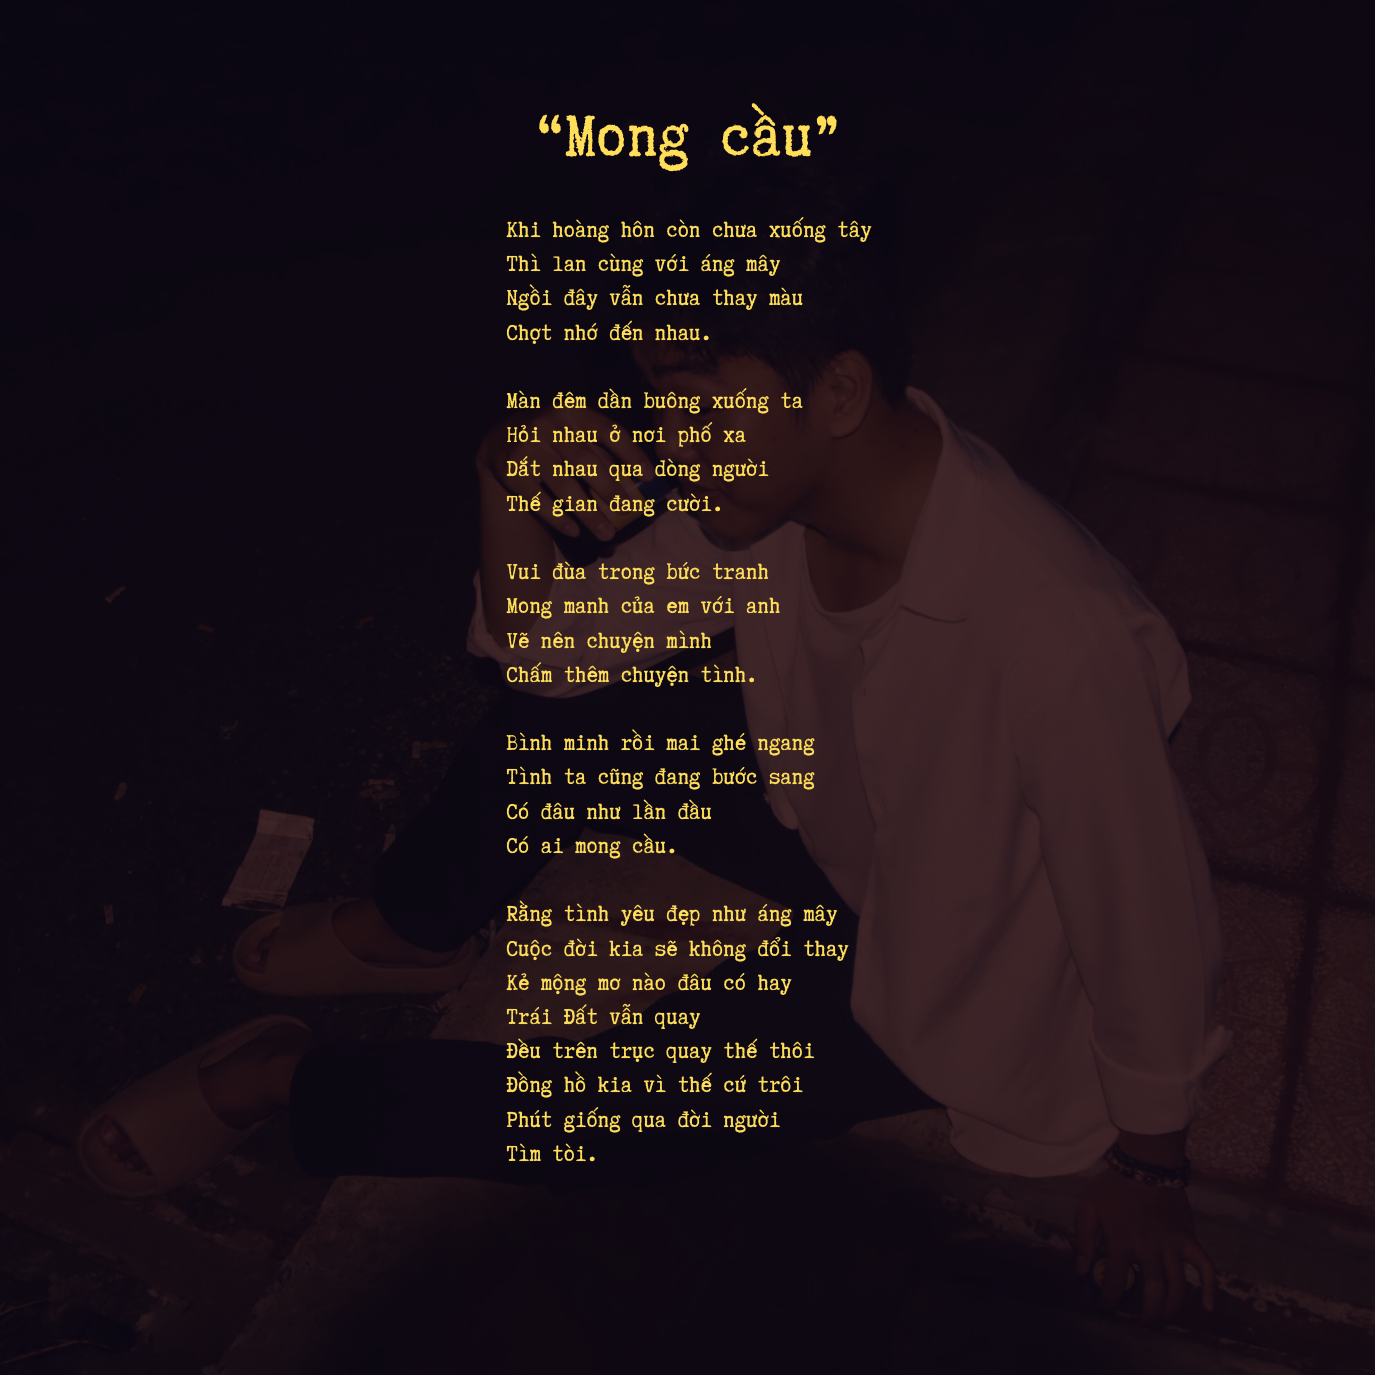 “Mong cầu”
Khi hoàng hôn còn chưa xuống tây
Thì lan cùng với áng mây
Ngồi đây vẫn chưa thay màu
Chợt nhớ đến nhau.
Màn đêm dần buông xuống ta
Hỏi nhau ở nơi phố xa
Dắt nhau qua dòng người
Thế gian đang cười.
Vui đùa trong bức tranh
Mong manh của em với anh
Vẽ nên chuyện mình
Chấm thêm chuyện tình.
Bình minh rồi mai ghé ngang
Tình ta cũng đang bước sang
Có đâu như lần đầu
Có ai mong cầu.
Rằng tình yêu đẹp như áng mây
Cuộc đời kia sẽ không đổi thay
Kẻ mộng mơ nào đâu có hay
Trái Đất vẫn quay
Đều trên trục quay thế thôi
Đồng hồ kia vì thế cứ trôi
Phút giống qua đời người
Tìm tòi.